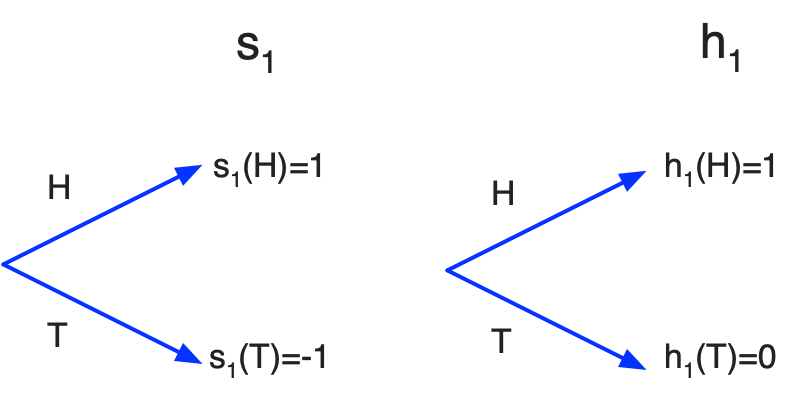 s₁
h₁
H
s₁(H)=1
H
h₁(H)=1
T
s₁(T)=-1
T
h₁(T)=0